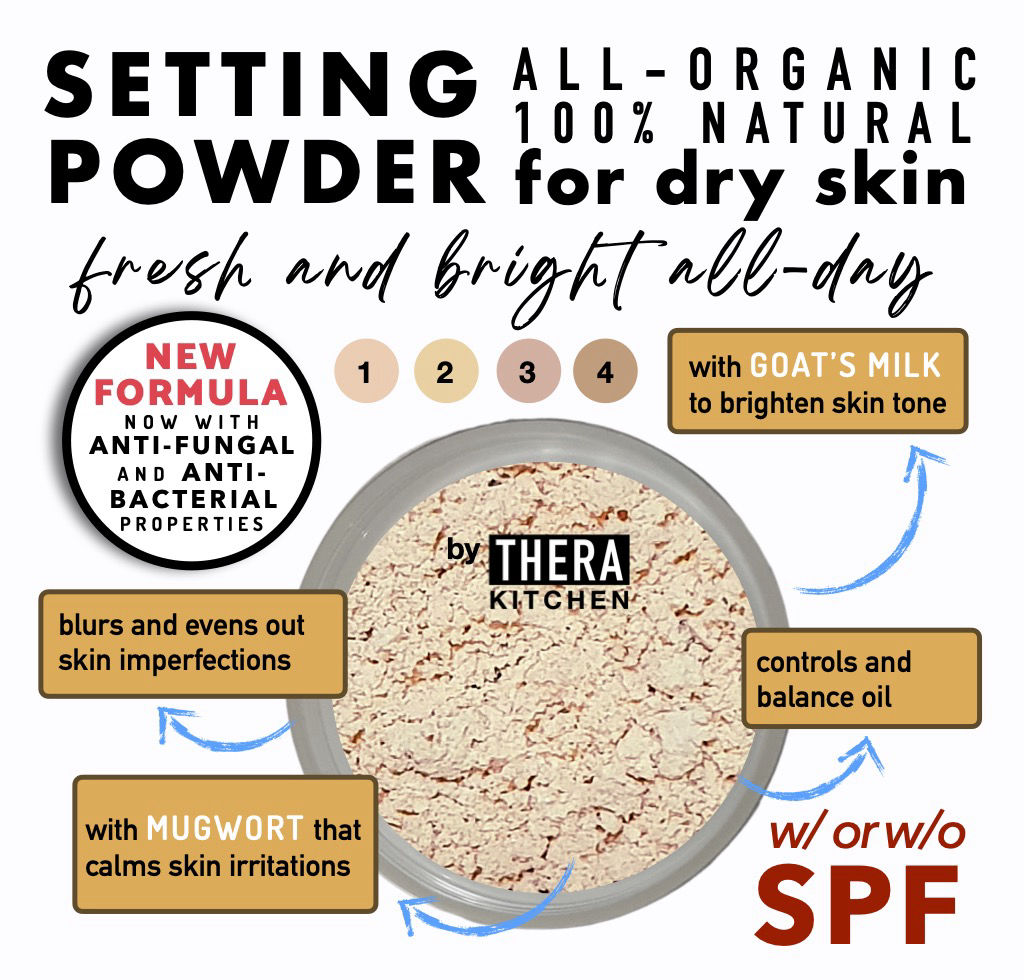 SETTING
POWDER
ALL-ORGANIC
100% NATURAL
for dry skin
fresh and bright all-day
NEW
FORMULA
NOW WITH
ANTI-FUNGAL
AND ANTI-
BACTERIAL
PROPERTIES
1 2 3 4
with GOAT'S MILK
to brighten skin tone
by THERA
KITCHEN
blurs and evens out
skin imperfections
controls and
balance oil
with MUGWORT that
calms skin irritations
w/ or w/o
SPF